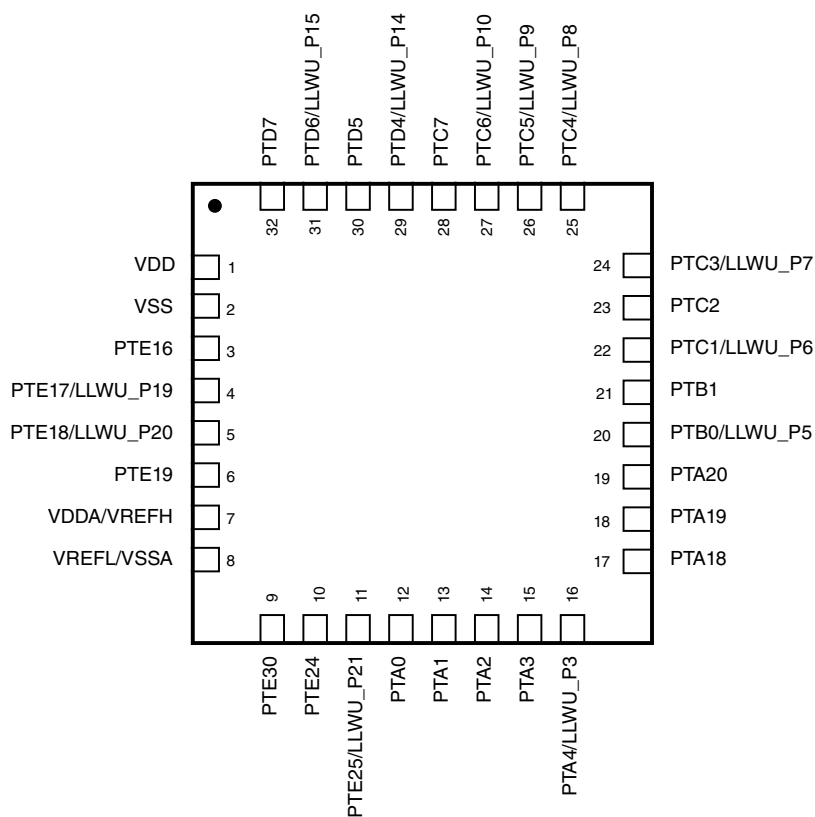 PTD7
PTD6/LLWU_P15
PTD5
PTD4/LLWU_P14
PTC7
PTC6/LLWU_P10
PTC5/LLWU_P9
PTC4/LLWU_P8
32
31
30
29
28
27
26
25
VDD 1
VSS 2
PTE16 3
PTE17/LLWU_P19 4
PTE18/LLWU_P20 5
PTE19 6
VDDA/VREFH 7
VREFL/VSSA 8
24 PTC3/LLWU_P7
23 PTC2
22 PTC1/LLWU_P6
21 PTB1
20 PTB0/LLWU_P5
19 PTA20
18 PTA19
17 PTA18
9
10
11
12
13
14
15
16
PTE30
PTE24
PTE25/LLWU_P21
PTA0
PTA1
PTA2
PTA3
PTA4/LLWU_P3